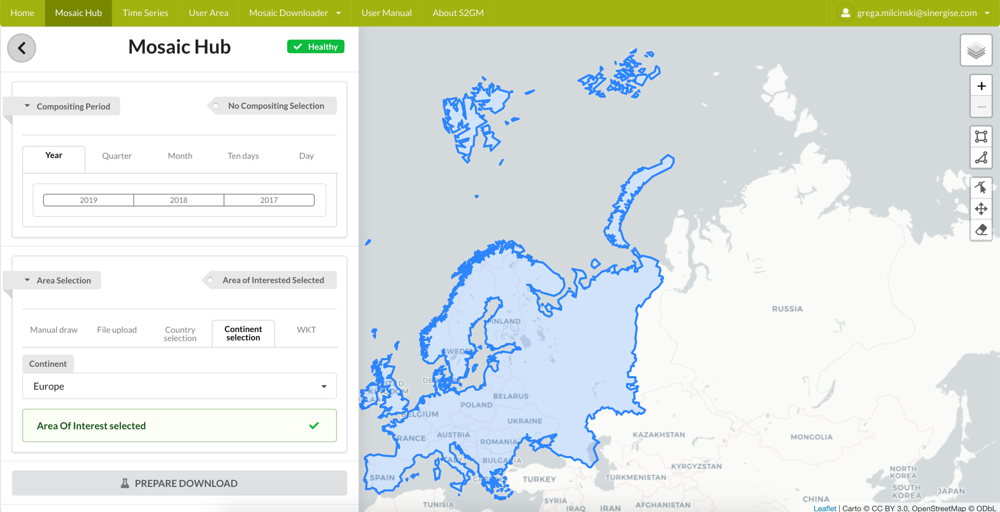 Home Mosaic Hub Time Series User Area Mosaic Downloader User Manual About S2GM grega.milcinski@sinergise.com
Mosaic Hub
Healthy
Compositing Period
No Compositing Selection
Year Quarter Month Ten days Day
2019 2018 2017
Area Selection
Area of Interested Selected
Manual draw File upload Country selection Continent selection WKT
Continent
Europe
Area Of Interest selected
PREPARE DOWNLOAD
+
−
RUSSIA
FINLAND
SWEDEN
UNITED
KINGDOM
BELARUS
POLAND
BELGIUM
UKRAINE
FRANCE
AUSTRIA
ROMANIA
KAZAKHSTAN
MONGOLIA
ITALY
BULGARIA
KYRGYZSTAN
SPAIN
GREECE
TURKEY
TURKMENISTAN
NORTH
KOREA
SOUTH
KOREA
JAPAN
TUNISIA
SYRIA
IRAQ
IRAN
AFGHANISTAN
CHINA
Leaflet | Carto © CC BY 3.0, OpenStreetMap © ODbL